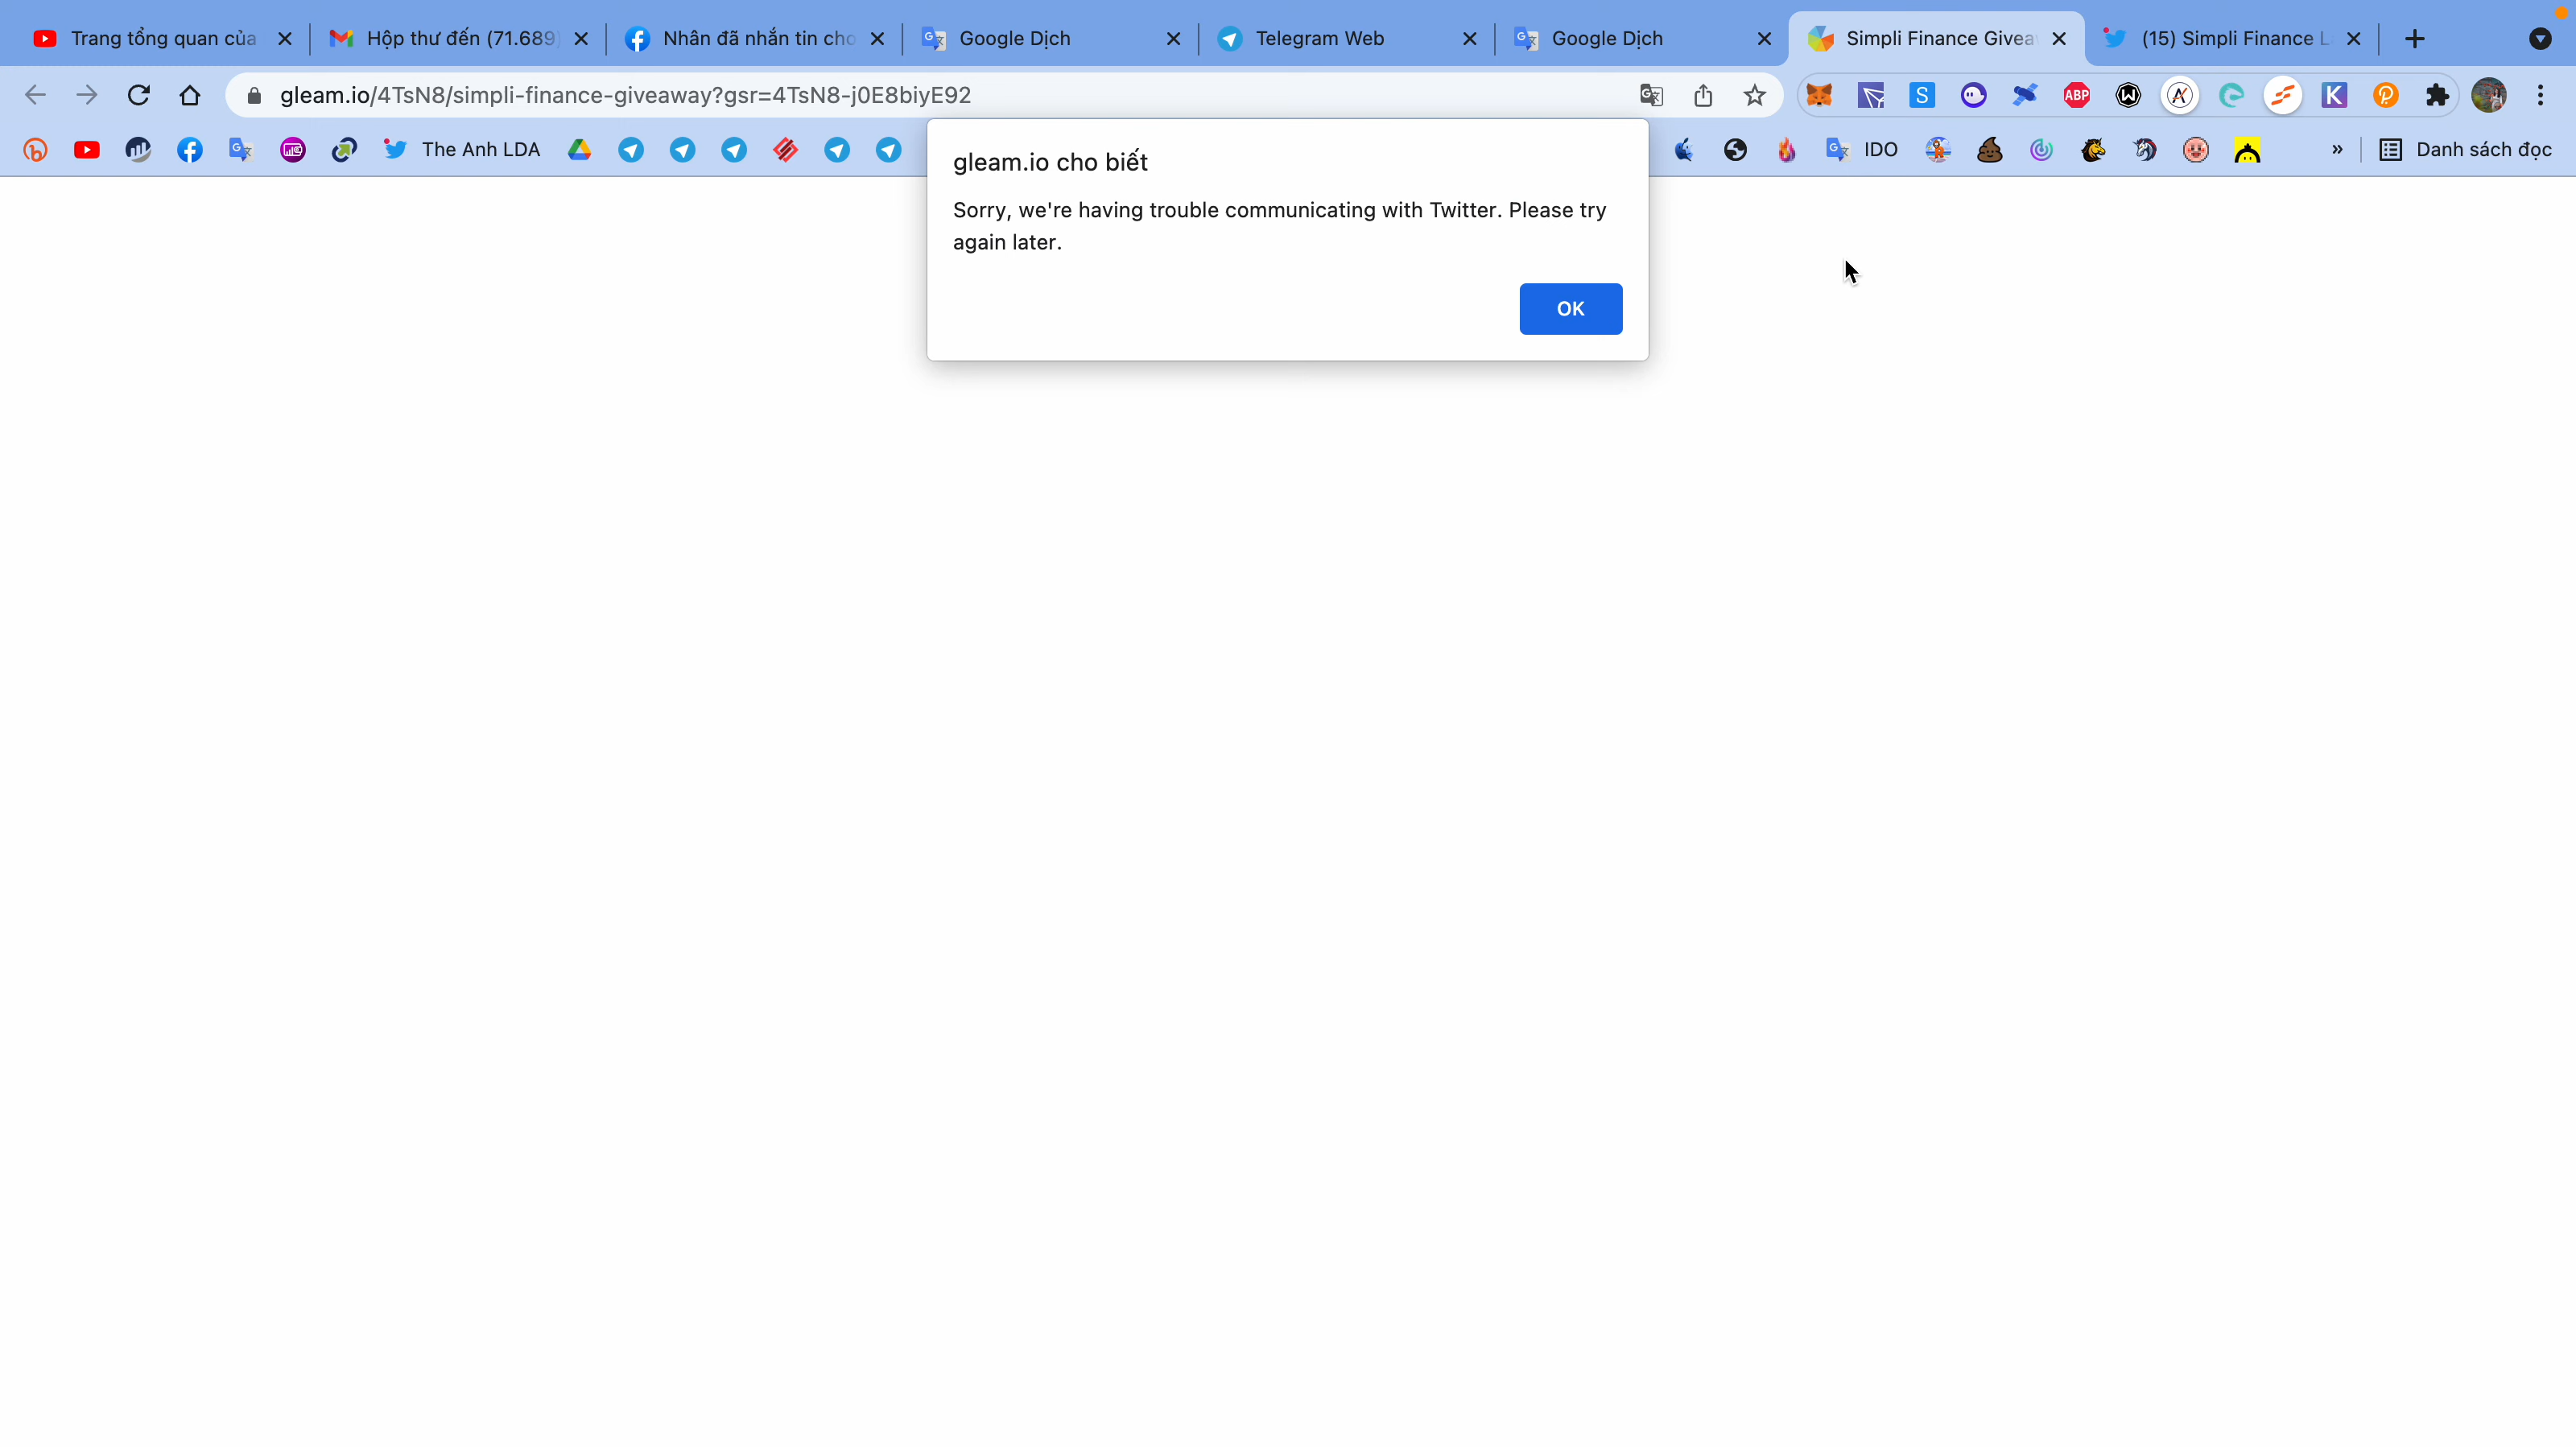 Trang tổng quan của
Hộp thư đến (71.689
Nhân đã nhắn tin cho
Google Dịch
Telegram Web
Google Dịch
Simpli Finance Givea
(15) Simpli Finance L
gleam.io/4TsN8/simpli-finance-giveaway?gsr=4TsN8-j0E8biyE92
ABP
The Anh LDA
IDO
»
Danh sách đọc
gleam.io cho biết
Sorry, we're having trouble communicating with Twitter. Please try
again later.
OK